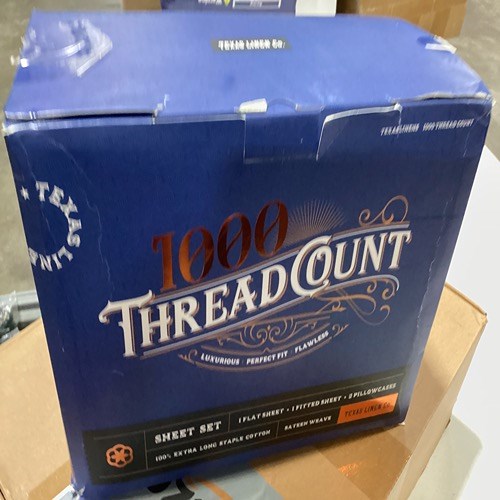 TEXAS LINEN CO.
TEXAS LINEN CO.
1000 THREAD COUNT
TEXAS LINE
1000
THREAD COUNT
LUXURIOUS · PERFECT FIT · FLAWLESS
SHEET SET
1 FLAT SHEET · 1 FITTED SHEET · 2 PILLOWCASES
100% EXTRA LONG STAPLE COTTON
SATEEN WEAVE
TEXAS LINEN CO.